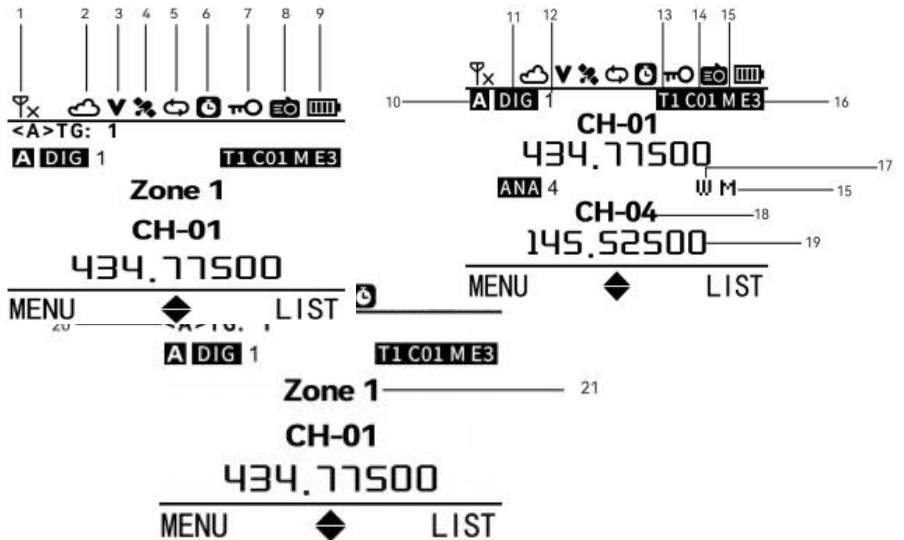 1 2 3 4 5 6 7 8 9
V
<A>TG: 1
A DIG 1 T1 C01 M E3
Zone 1
CH-01
434.77500
MENU LIST
11 12 13 14 15
V
10 A DIG 1 T1 C01 M E3 16
CH-01
434.77500
17
ANA 4 W M 15
CH-04 18
145.52500 19
MENU LIST
20 <A>TG: 1
A DIG 1 T1 C01 M E3
Zone 1 21
CH-01
434.77500
MENU LIST